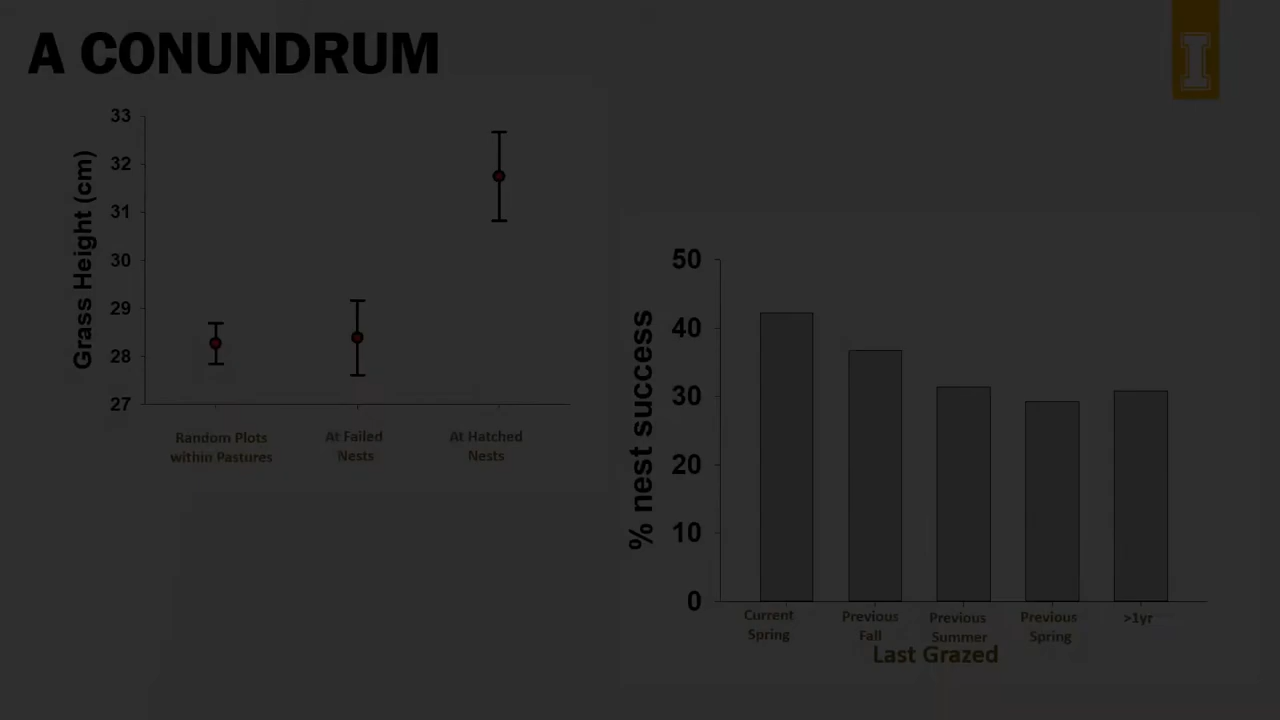 A CONUNDRUM
I
33
32
31
30
29
28
27
Grass Height (cm)
Random Plots
within Pastures
At Failed
Nests
At Hatched
Nests
50
40
30
20
10
0
% nest success
Current
Spring
Previous
Fall
Previous
Summer
Previous
Spring
>1yr
Last Grazed